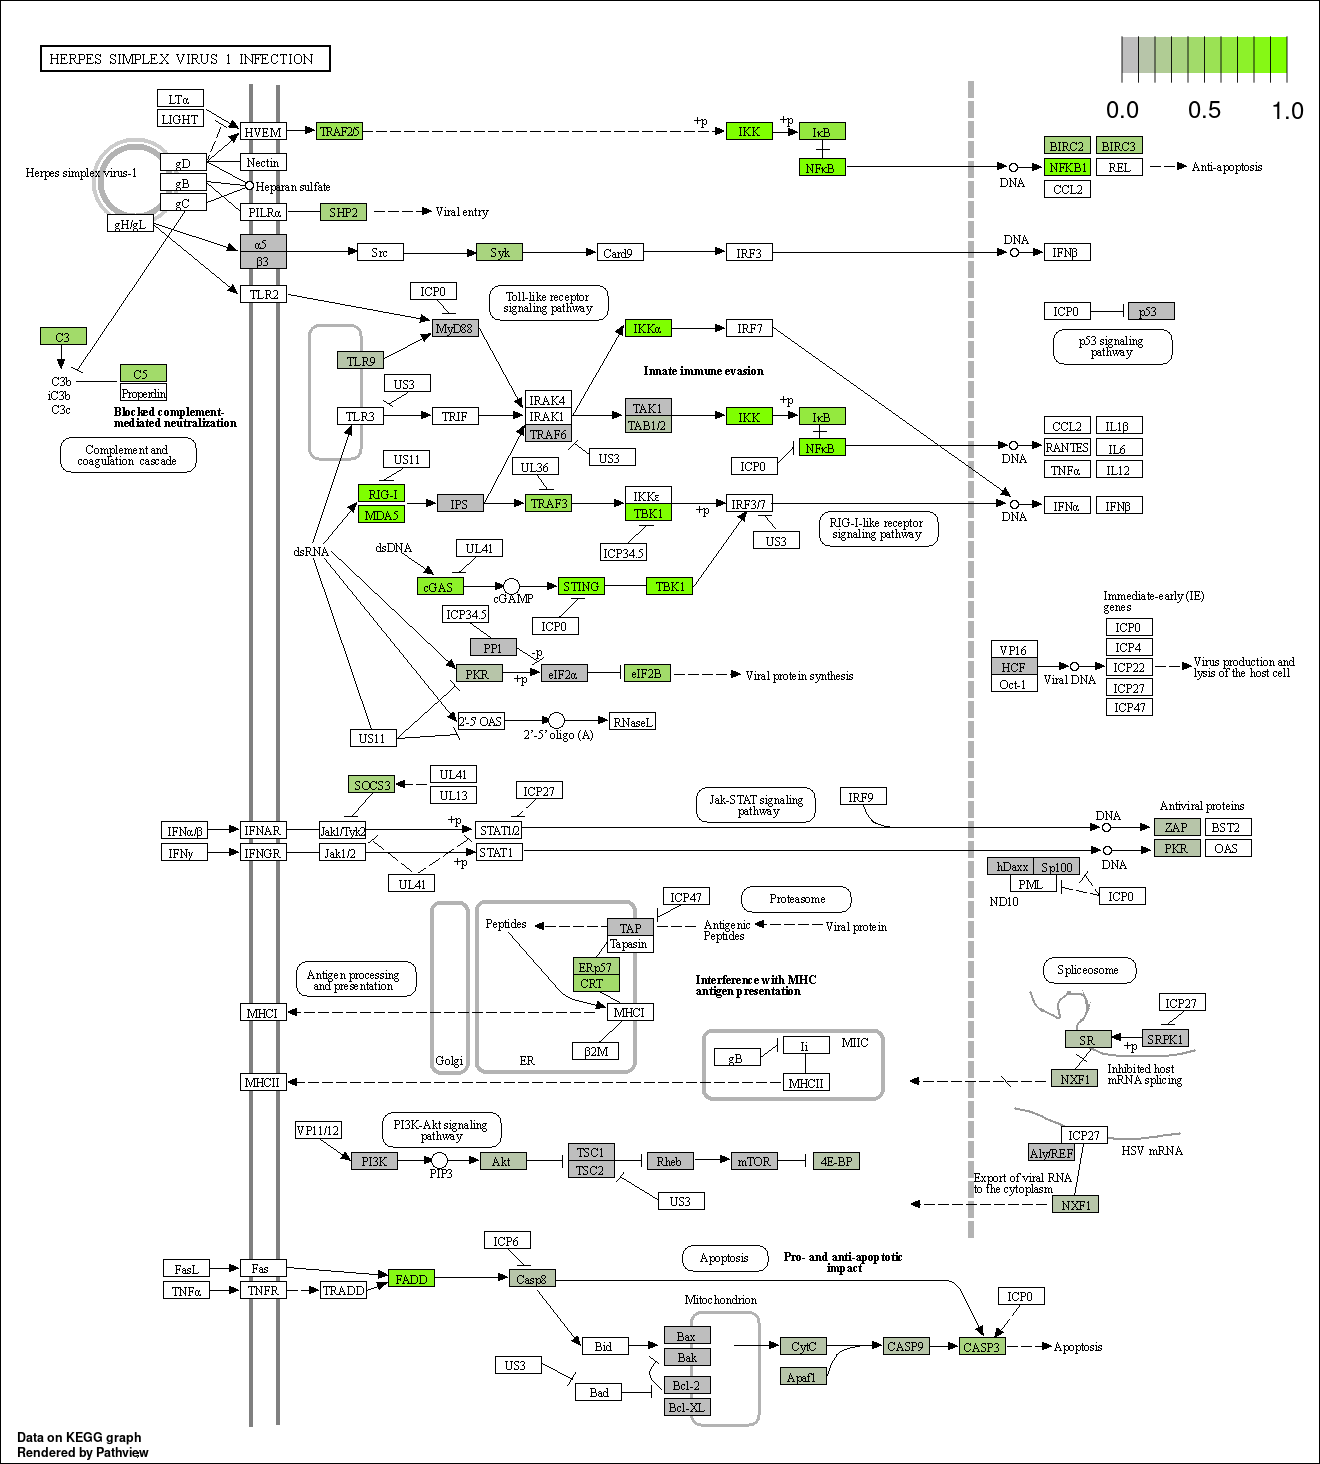 HERPES SIMPLEX VIRUS 1 INFECTION
0.0 0.5 1.0
LTα
LIGHT
HVEM
TRAF2/5
+p
IKK
+p
IκB
NFκB
DNA
BIRC2 BIRC3
NFKB1 REL
CCL2
Anti-apoptosis
Herpes simplex virus-1
gD
gB
gC
gH/gL
Nectin
Heparan sulfate
PILRα
SHP2
Viral entry
α5
β3
Src
Syk
Card9
IRF3
DNA
IFNβ
TLR2
ICP0
Toll-like receptor
signaling pathway
MyD88
IKKα
IRF7
ICP0
p53
p53 signaling
pathway
C3
C3b
iC3b
C3c
C5
Properdin
Blocked complement-
mediated neutralization
Complement and
coagulation cascade
TLR9
Innate immune evasion
US3
TLR3
TRIF
IRAK4
IRAK1
TRAF6
TAK1
TAB1/2
IKK
+p
IκB
NFκB
ICP0
US3
DNA
CCL2 IL1β
RANTES IL6
TNFα IL12
US11
UL36
RIG-I
MDA5
IPS
TRAF3
IKKε
TBK1
+p
IRF3/7
US3
ICP34.5
RIG-I-like receptor
signaling pathway
DNA
IFNα IFNβ
dsRNA
dsDNA
UL41
cGAS
cGAMP
STING
TBK1
ICP0
ICP34.5
PP1
-p
PKR
+p
eIF2α
eIF2B
Viral protein synthesis
US11
2'-5' OAS
2'-5' oligo (A)
RNaseL
Immediate-early (IE)
genes
VP16
HCF
Oct-1
Viral DNA
ICP0
ICP4
ICP22
ICP27
ICP47
Virus production and
lysis of the host cell
SOCS3
UL41
UL13
ICP27
Jak-STAT signaling
pathway
IRF9
IFNα/β
IFNAR
Jak1/Tyk2
+p
STAT1/2
IFNγ
IFNGR
Jak1/2
+p
STAT1
UL41
DNA
DNA
Antiviral proteins
ZAP BST2
PKR OAS
hDaxx Sp100
PML
ND10
ICP0
ICP47
Proteasome
Peptides
TAP
Tapasin
Antigenic
Peptides
Viral protein
ERp57
CRT
Antigen processing
and presentation
Interference with MHC
antigen presentation
MHCI
MHCI
β2M
Golgi
ER
MHCII
gB
Ii
MIIC
MHCII
Spliceosome
ICP27
SR
+p
SRPK1
NXF1
Inhibited host
mRNA splicing
ICP27
Aly/REF
HSV mRNA
Export of viral RNA
to the cytoplasm
NXF1
VP11/12
PI3K-Akt signaling
pathway
PI3K
PIP3
Akt
TSC1
TSC2
Rheb
mTOR
4E-BP
US3
ICP6
Apoptosis
Pro- and anti-apoptotic
impact
FasL
Fas
TNFα
TNFR
TRADD
FADD
Casp8
Mitochondrion
ICP0
Bid
Bax
Bak
US3
Bad
Bcl-2
Bcl-XL
CytC
Apaf1
CASP9
CASP3
Apoptosis
Data on KEGG graph
Rendered by Pathview